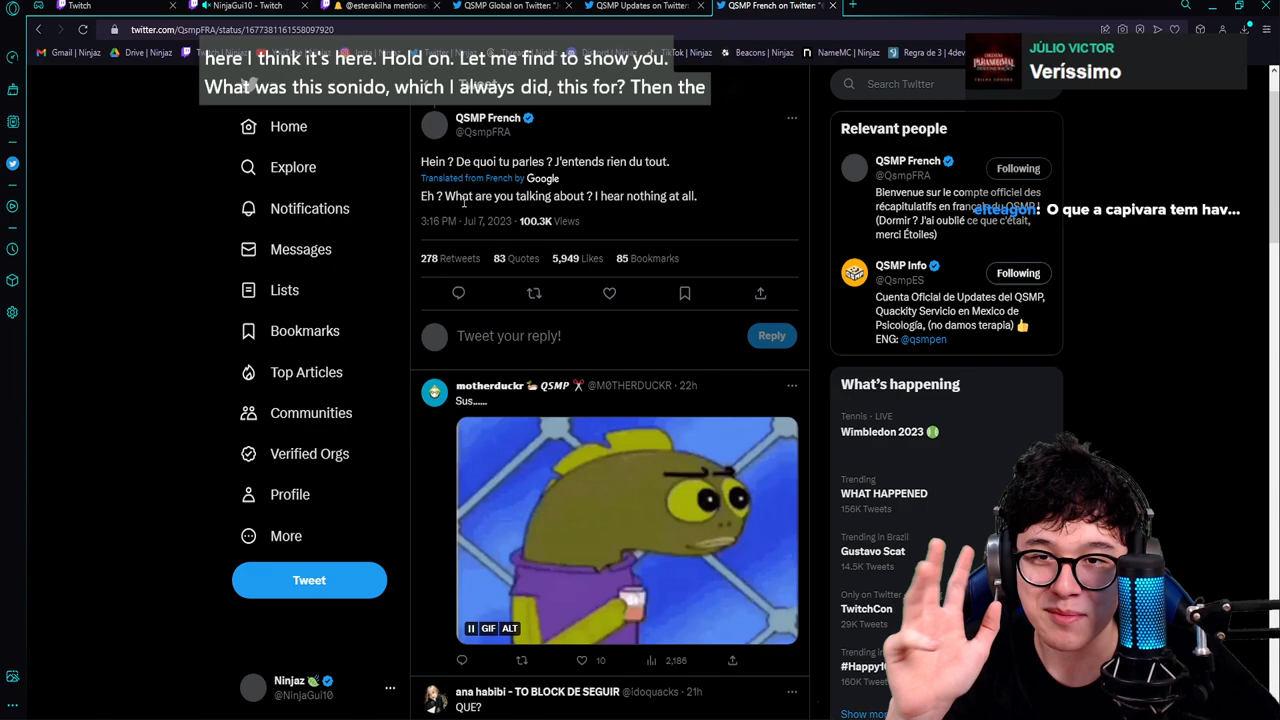 Twitch
NinjaGui10 - Twitch
@esterakilha mentione
QSMP Global on Twitter: "J
QSMP Updates on Twitter:
QSMP French on Twitter: "
twitter.com/QsmpFRA/status/1677381161558097920
Gmail | Ninjaz
Drive | Ninjaz
TikTok | Ninjaz
Beacons | Ninjaz
NameMC | Ninjaz
Regra de 3 | 4dev
here I think it's here. Hold on. Let me find to show you.
What was this sonido, which I always did, this for? Then the
JÚLIO VICTOR
Veríssimo
elteagon: O que a capivara tem hav...
Home
Explore
Notifications
Messages
Lists
Bookmarks
Top Articles
Communities
Verified Orgs
Profile
More
Tweet
Ninjaz
@NinjaGui10
Tweet
QSMP French
@QsmpFRA
Hein ? De quoi tu parles ? J'entends rien du tout.
Translated from French by Google
Eh ? What are you talking about ? I hear nothing at all.
3:16 PM · Jul 7, 2023 · 100.3K Views
278 Retweets 83 Quotes 5,949 Likes 85 Bookmarks
Tweet your reply!
Reply
motherduckr QSMP @M0THERDUCKR · 22h
Sus......
GIF ALT
10 2,186
ana habibi - TO BLOCK DE SEGUIR @ldoquacks · 21h
QUE?
Search Twitter
Relevant people
QSMP French
@QsmpFRA
Following
Bienvenue sur le compte officiel des
récapitulatifs en français du QSMP !
(Dormir ? J'ai oublié ce que c'était,
merci Étoiles)
QSMP Info
@QsmpES
Following
Cuenta Oficial de Updates del QSMP,
Quackity Servicio en Mexico de
Psicología, (no damos terapia)
ENG: @qsmpen
What's happening
Tennis · LIVE
Wimbledon 2023
Trending
WHAT HAPPENED
156K Tweets
Trending in Brazil
Gustavo Scat
14.5K Tweets
Only on Twitter · Trending
TwitchCon
29K Tweets
Trending in
#Happy
160K Tweets
Show more